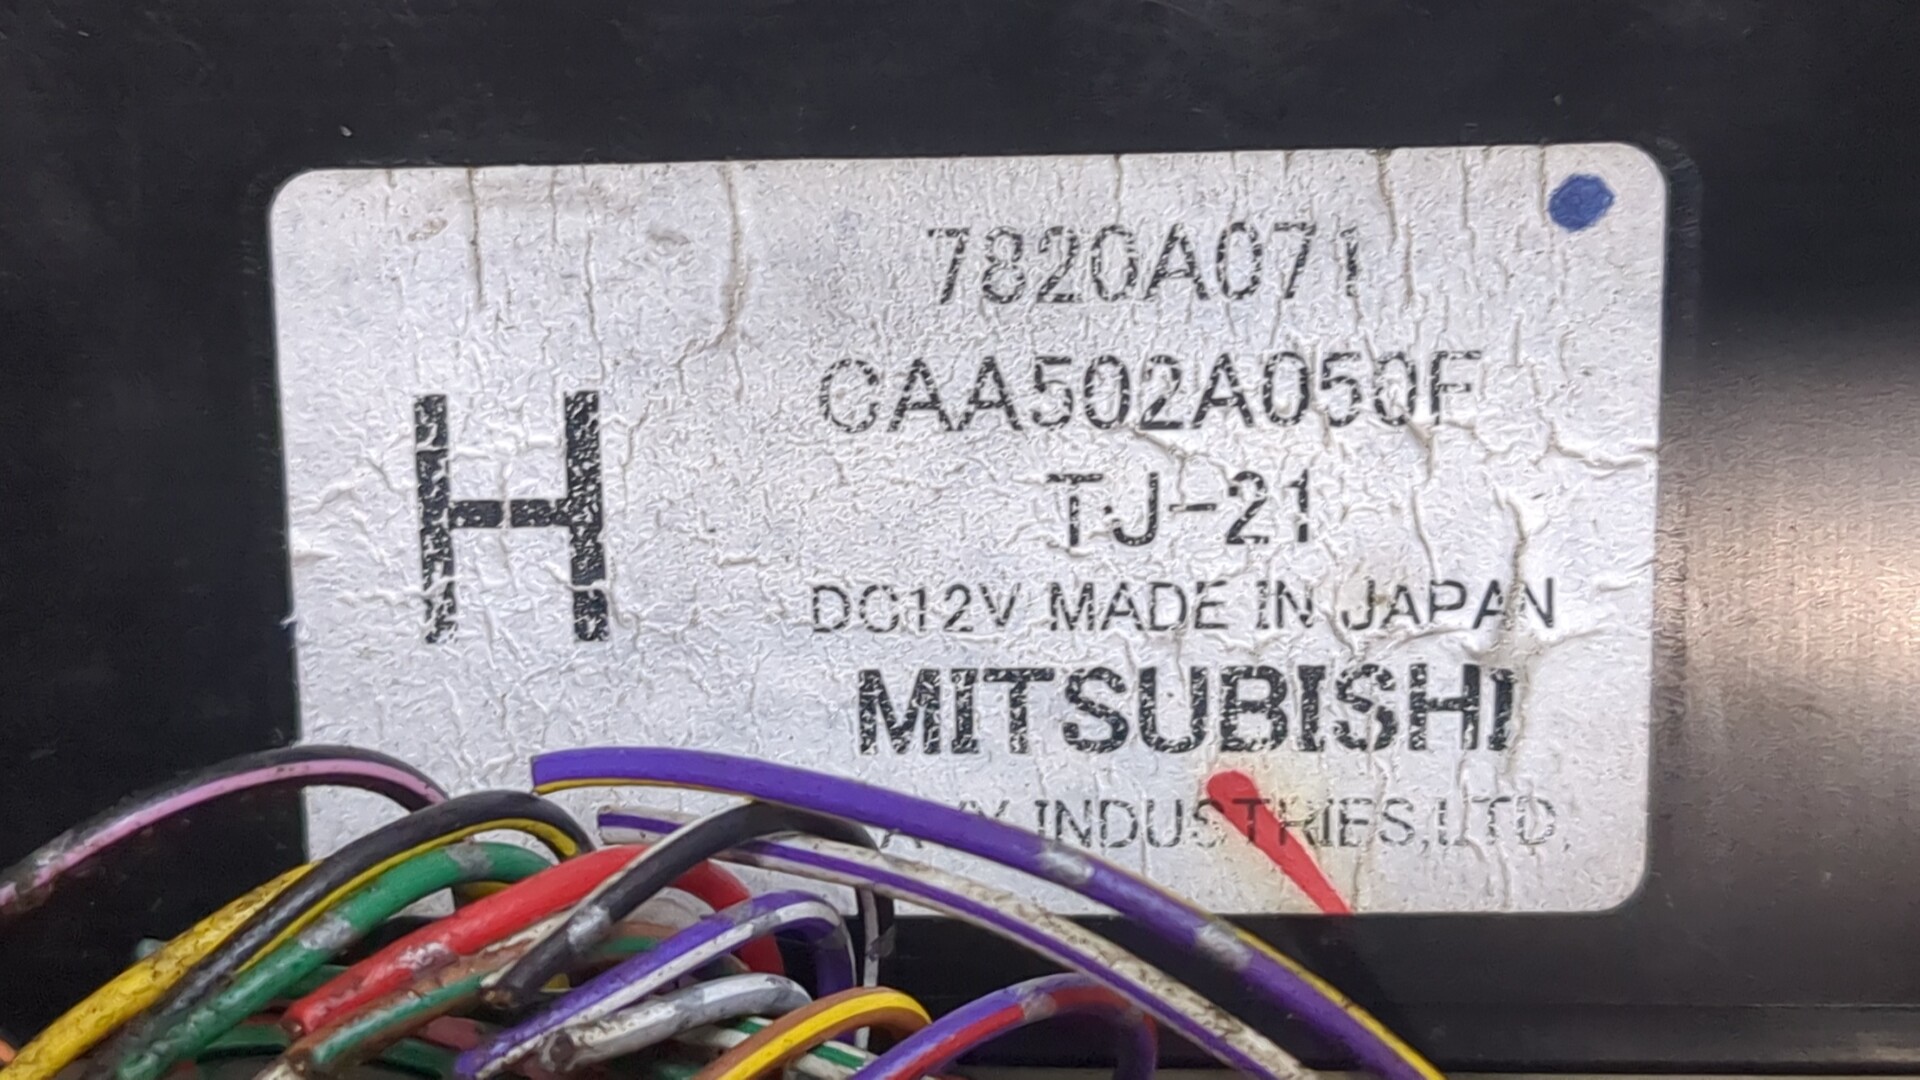 7820A071
H
CAA502A050F
TJ-21
DC12V MADE IN JAPAN
MITSUBISHI
INDUSTRIES,LTD.